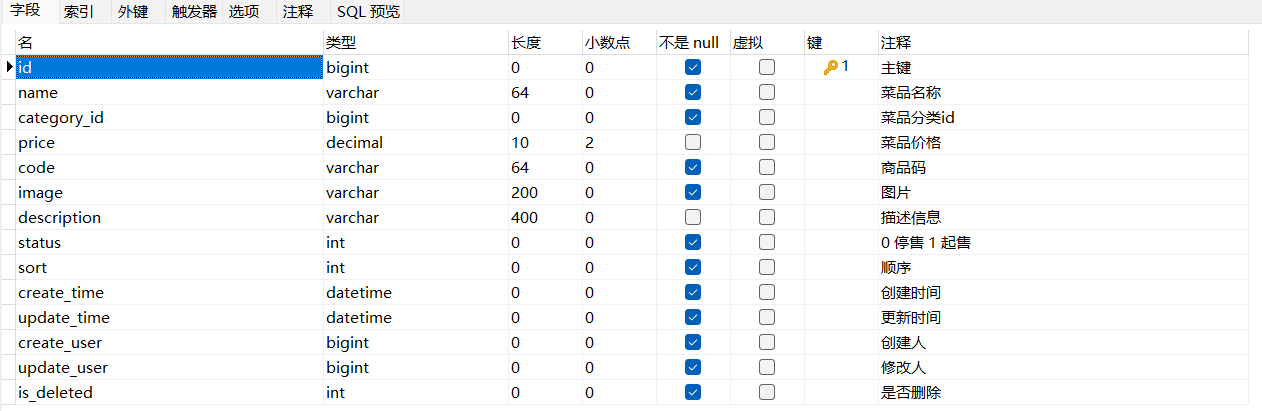 字段 索引 外键 触发器 选项 注释 SQL 预览
名 类型 长度 小数点 不是 null 虚拟 键 注释
id bigint 0 0 1 主键
name varchar 64 0 菜品名称
category_id bigint 0 0 菜品分类id
price decimal 10 2 菜品价格
code varchar 64 0 商品码
image varchar 200 0 图片
description varchar 400 0 描述信息
status int 0 0 0 停售 1 起售
sort int 0 0 顺序
create_time datetime 0 0 创建时间
update_time datetime 0 0 更新时间
create_user bigint 0 0 创建人
update_user bigint 0 0 修改人
is_deleted int 0 0 是否删除